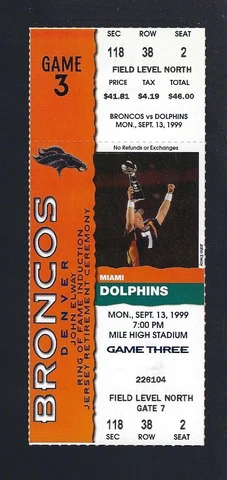 GAME
3
SEC ROW SEAT
118 38 2
FIELD LEVEL NORTH
PRICE TAX TOTAL
$41.81 $4.19 $46.00
BRONCOS vs DOLPHINS
MON., SEPT. 13, 1999
No Refunds or Exchanges
DENVER
BRONCOS
JOHN ELWAY
RING OF FAME INDUCTION
JERSEY RETIREMENT CEREMONY
7
MIAMI
DOLPHINS
MON., SEPT. 13, 1999
7:00 PM
MILE HIGH STADIUM
GAME THREE
226104
FIELD LEVEL NORTH
GATE 7
118 38 2
SEC ROW SEAT